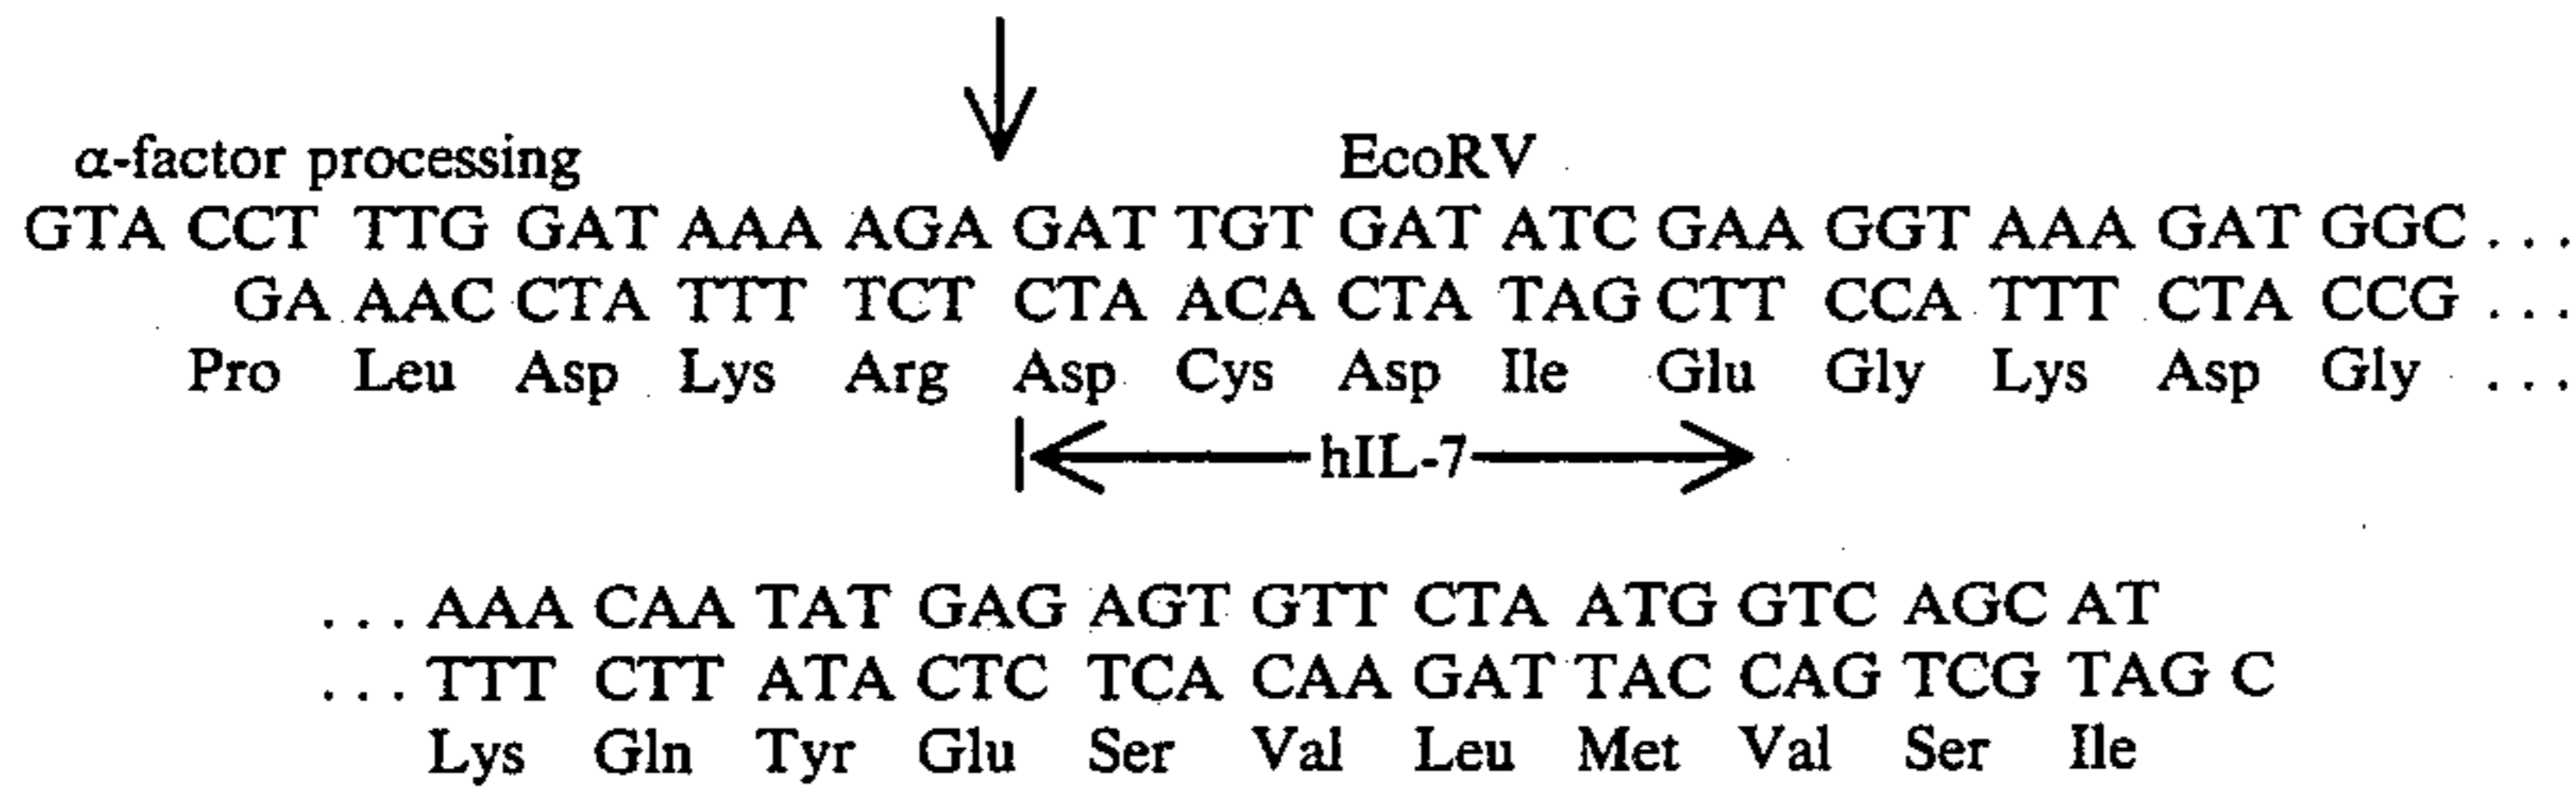 α-factor processing EcoRV
GTA CCT TTG GAT AAA AGA GAT TGT GAT ATC GAA GGT AAA GAT GGC ...
GA AAC CTA TTT TCT CTA ACA CTA TAG CTT CCA TTT CTA CCG ...
Pro Leu Asp Lys Arg Asp Cys Asp Ile Glu Gly Lys Asp Gly ...
hIL-7
... AAA CAA TAT GAG AGT GTT CTA ATG GTC AGC AT
... TTT CTT ATA CTC TCA CAA GAT TAC CAG TCG TAG C
Lys Gln Tyr Glu Ser Val Leu Met Val Ser Ile